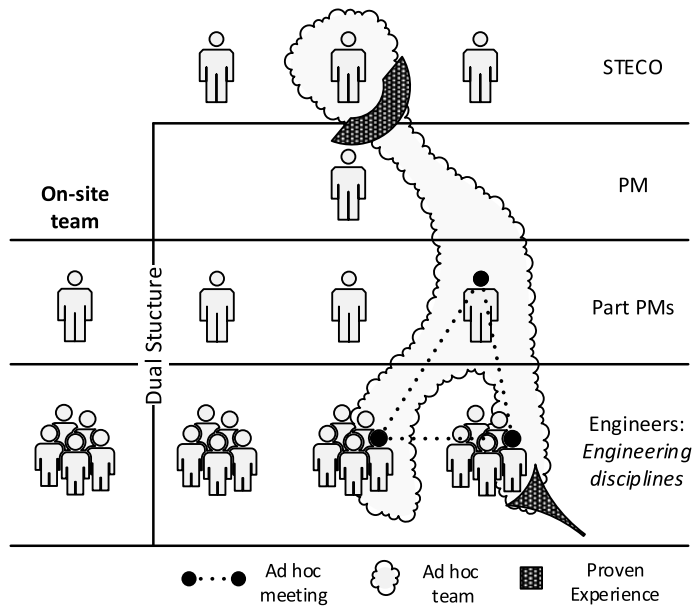 STECO
PM
On-site
team
Part PMs
Dual Stucture
Engineers:
Engineering
disciplines
Ad hoc
meeting
Ad hoc
team
Proven
Experience